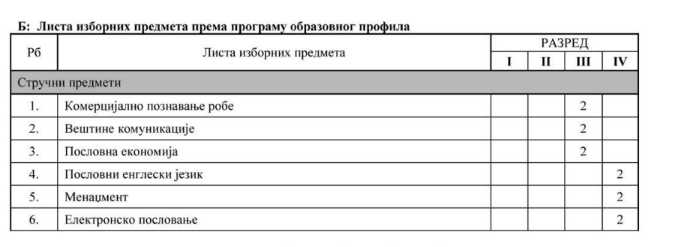 Б: Листа изборних предмета према програму образовног профила
Рб Листа изборних предмета РАЗРЕД
I II III IV
Стручни предмети
1. Комерцијално познавање робе 2
2. Вештине комуникације 2
3. Пословна економија 2
4. Пословни енглески језик 2
5. Менаџмент 2
6. Електронско пословање 2